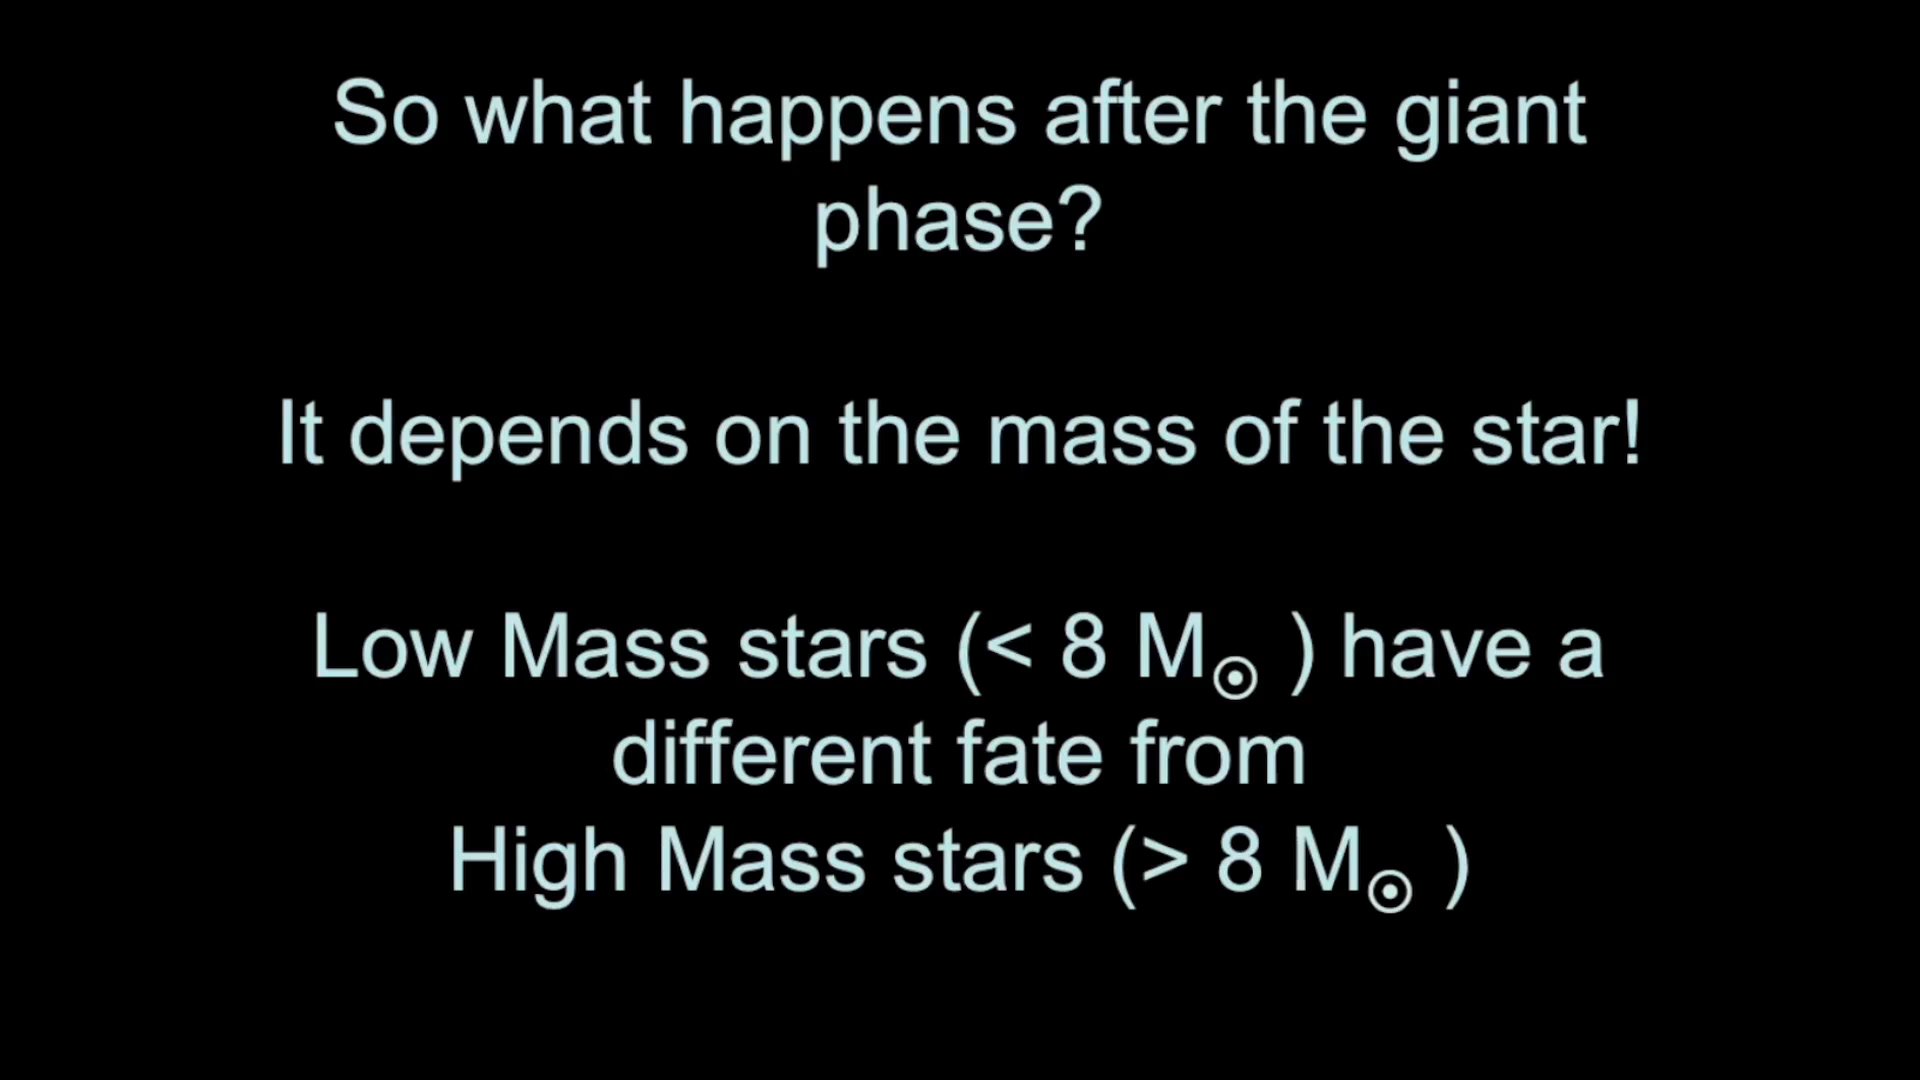 So what happens after the giant
phase?
It depends on the mass of the star!
Low Mass stars (< 8 M⊙ ) have a
different fate from
High Mass stars (> 8 M⊙ )